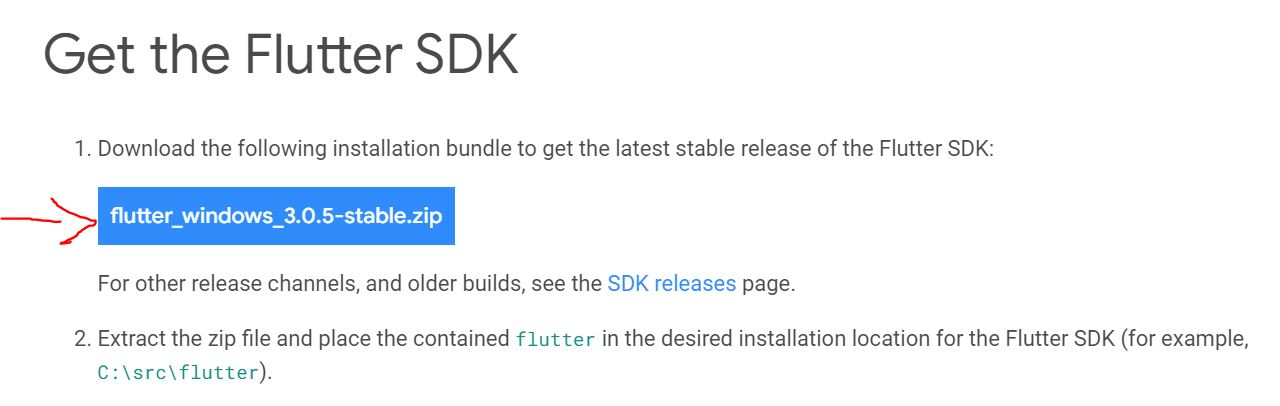 Get the Flutter SDK
1. Download the following installation bundle to get the latest stable release of the Flutter SDK:
flutter_windows_3.0.5-stable.zip
For other release channels, and older builds, see the SDK releases page.
2. Extract the zip file and place the contained flutter in the desired installation location for the Flutter SDK (for example,
C:\src\flutter).